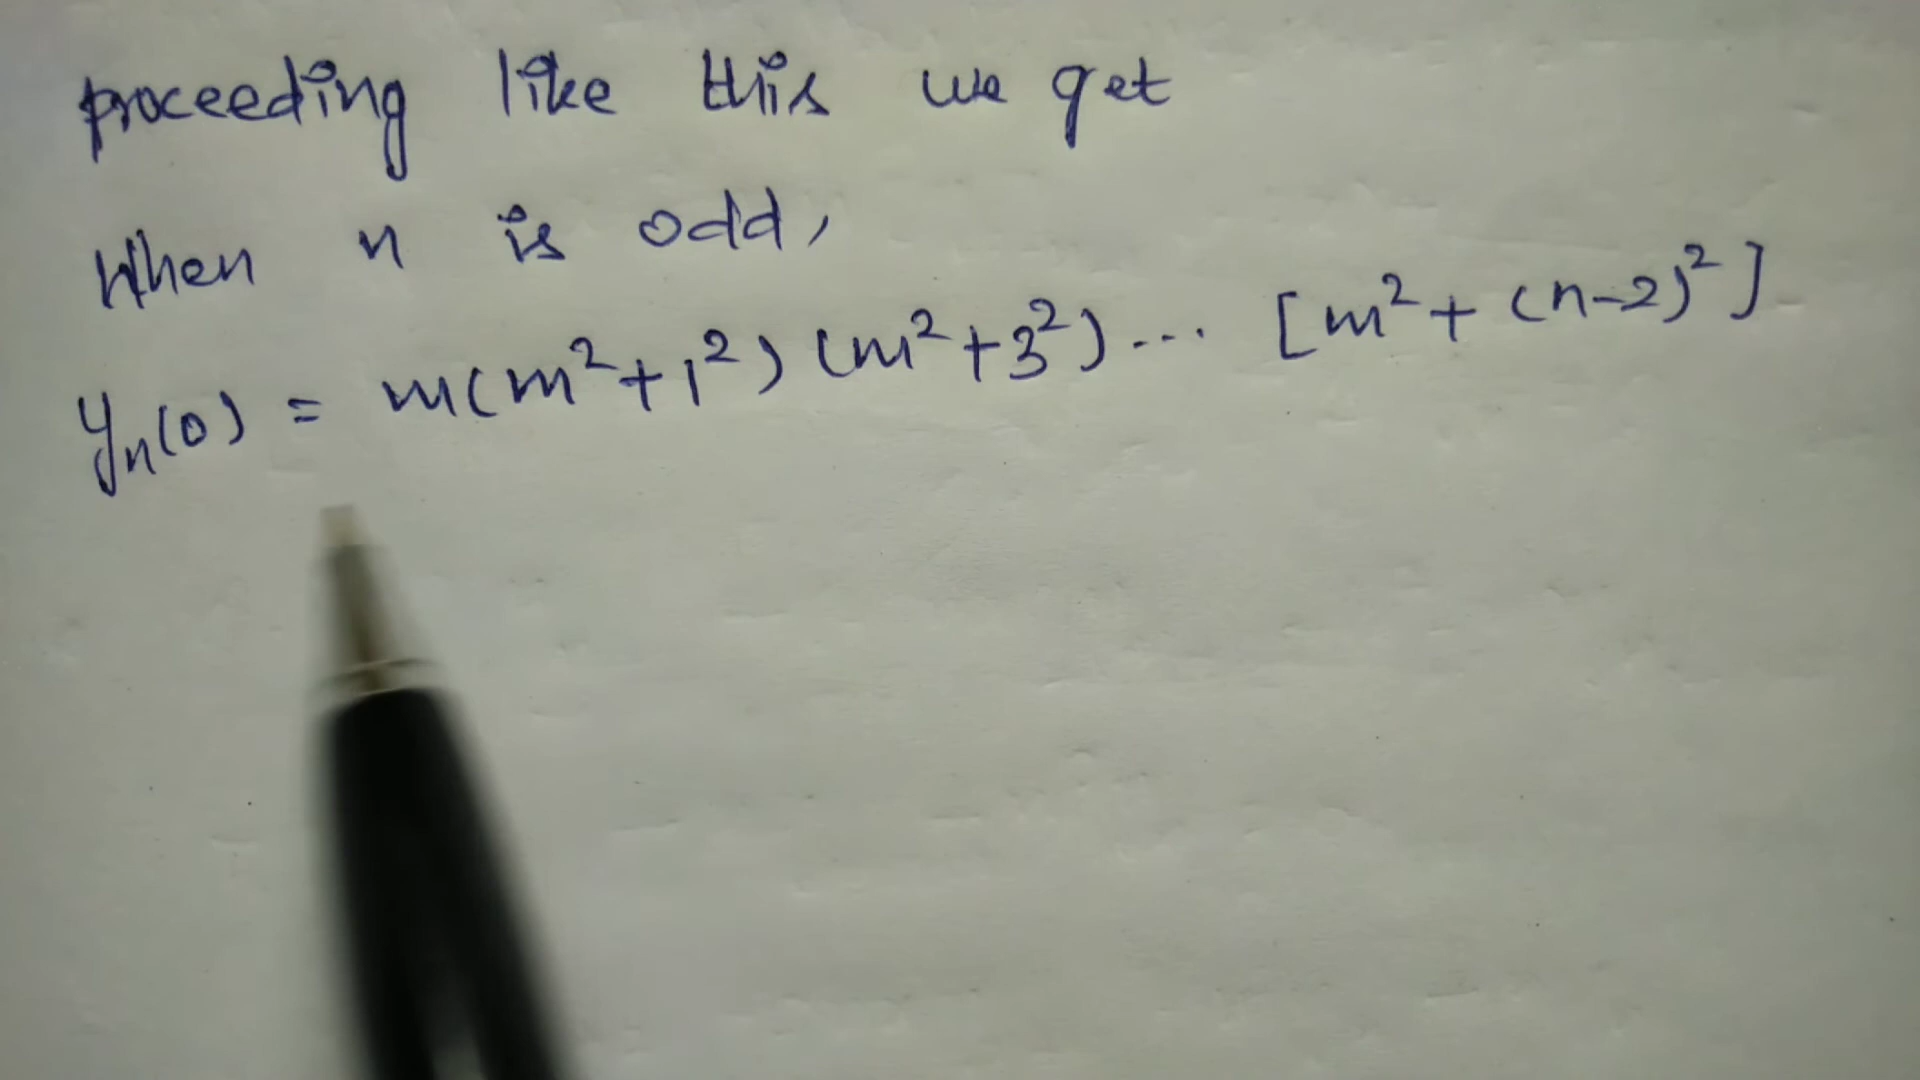 proceeding like this we get
When n is odd,
yₙ(0) = m(m²+1²) (m²+3²)... [m²+(n-2)²]